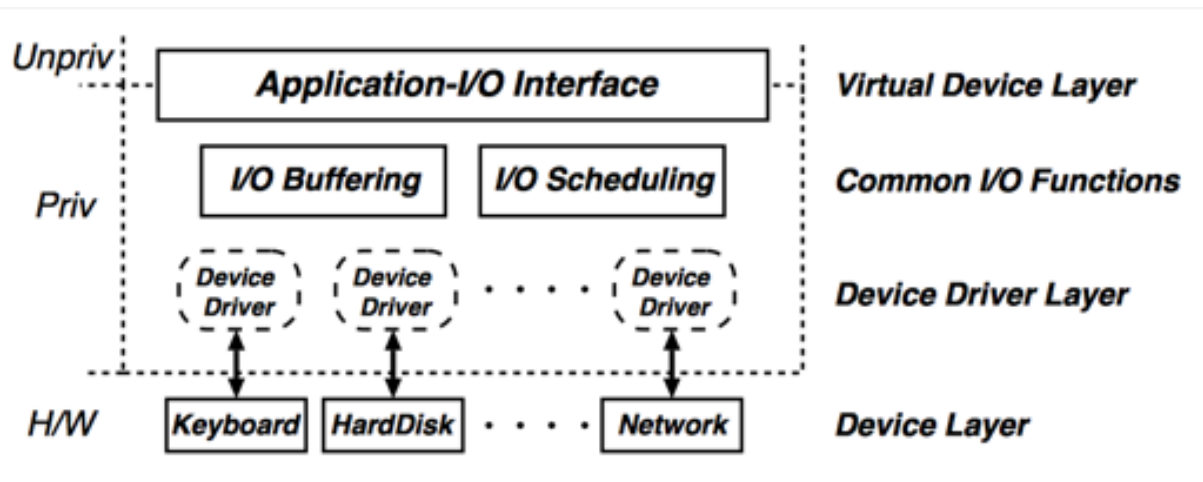 Unpriv
Application-I/O Interface
Virtual Device Layer
Priv
I/O Buffering
I/O Scheduling
Common I/O Functions
Device
Driver
Device
Driver
Device
Driver
Device Driver Layer
H/W
Keyboard
HardDisk
Network
Device Layer